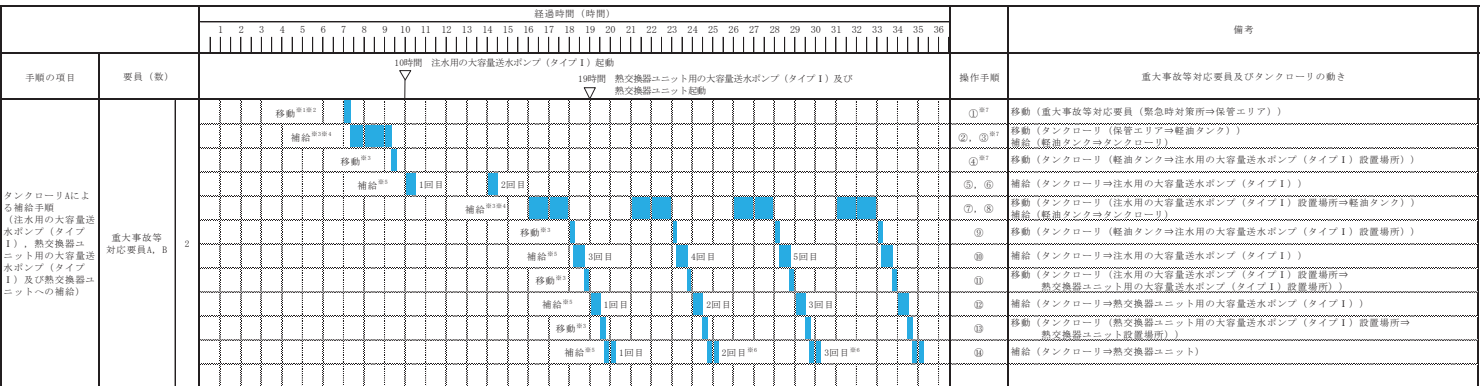 経過時間（時間）
1 2 3 4 5 6 7 8 9 10 11 12 13 14 15 16 17 18 19 20 21 22 23 24 25 26 27 28 29 30 31 32 33 34 35 36
備考
手順の項目
要員（数）
10時間 注水用の大容量送水ポンプ（タイプⅠ）起動
19時間 熱交換器ユニット用の大容量送水ポンプ（タイプⅠ）及び
熱交換器ユニット起動
操作手順
重大事故等対応要員及びタンクローリの動き
タンクローリAによ
る補給手順
（注水用の大容量送
水ポンプ（タイプ
Ⅰ），熱交換器ユ
ニット用の大容量送
水ポンプ（タイプ
Ⅰ）及び熱交換器ユ
ニットへの補給）
重大事故等
対応要員A，B
2
移動※1※2
①※7
移動（重大事故等対応要員（緊急時対策所⇒保管エリア））
補給※3※4
②，③※7
移動（タンクローリ（保管エリア⇒軽油タンク））
補給（軽油タンク⇒タンクローリ）
移動※3
④※7
移動（タンクローリ（軽油タンク⇒注水用の大容量送水ポンプ（タイプⅠ）設置場所））
補給※5
1回目
2回目
⑤，⑥
補給（タンクローリ⇒注水用の大容量送水ポンプ（タイプⅠ））
補給※3※4
⑦，⑧
移動（タンクローリ（注水用の大容量送水ポンプ（タイプⅠ）設置場所⇒軽油タンク））
補給（軽油タンク⇒タンクローリ）
移動※3
⑨
移動（タンクローリ（軽油タンク⇒注水用の大容量送水ポンプ（タイプⅠ）設置場所））
補給※5
3回目
4回目
5回目
⑩
補給（タンクローリ⇒注水用の大容量送水ポンプ（タイプⅠ））
移動※3
⑪
移動（タンクローリ（注水用の大容量送水ポンプ（タイプⅠ）設置場所⇒
熱交換器ユニット用の大容量送水ポンプ（タイプⅠ）設置場所））
補給※5
1回目
2回目
3回目
⑫
補給（タンクローリ⇒熱交換器ユニット用の大容量送水ポンプ（タイプⅠ））
移動※3
⑬
移動（タンクローリ（熱交換器ユニット用の大容量送水ポンプ（タイプⅠ）設置場所⇒
熱交換器ユニット設置場所））
補給※5
1回目
2回目※6
3回目※6
⑭
補給（タンクローリ⇒熱交換器ユニット）